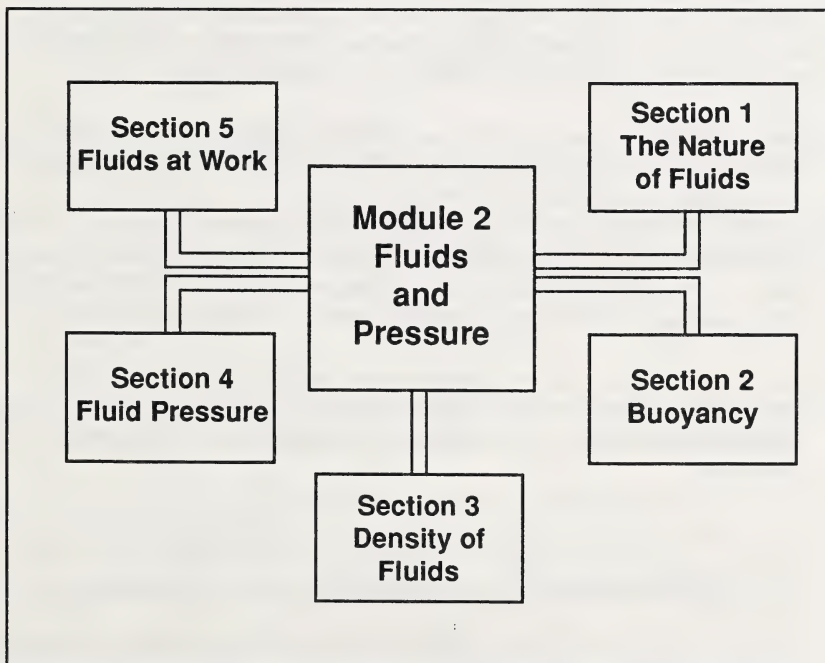 Section 5
Fluids at Work
Section 1
The Nature
of Fluids
Module 2
Fluids
and
Pressure
Section 4
Fluid Pressure
Section 2
Buoyancy
Section 3
Density of
Fluids